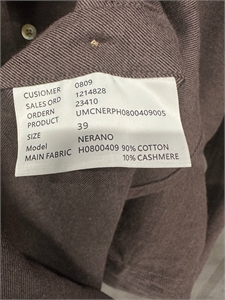 CUSTOMER 0809
SALES ORD 1214828
ORDERN 23410
PRODUCT UMCNERPH0800409005
SIZE 39
Model NERANO
MAIN FABRIC H0800409 90% COTTON
10% CASHMERE